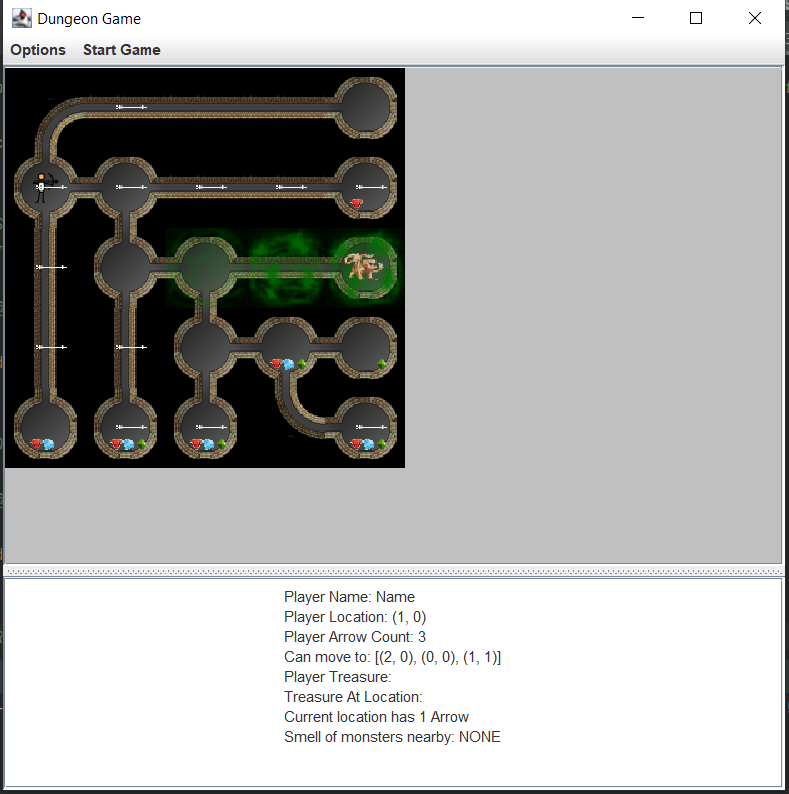 Dungeon Game
Options Start Game
Player Name: Name
Player Location: (1, 0)
Player Arrow Count: 3
Can move to: [(2, 0), (0, 0), (1, 1)]
Player Treasure:
Treasure At Location:
Current location has 1 Arrow
Smell of monsters nearby: NONE